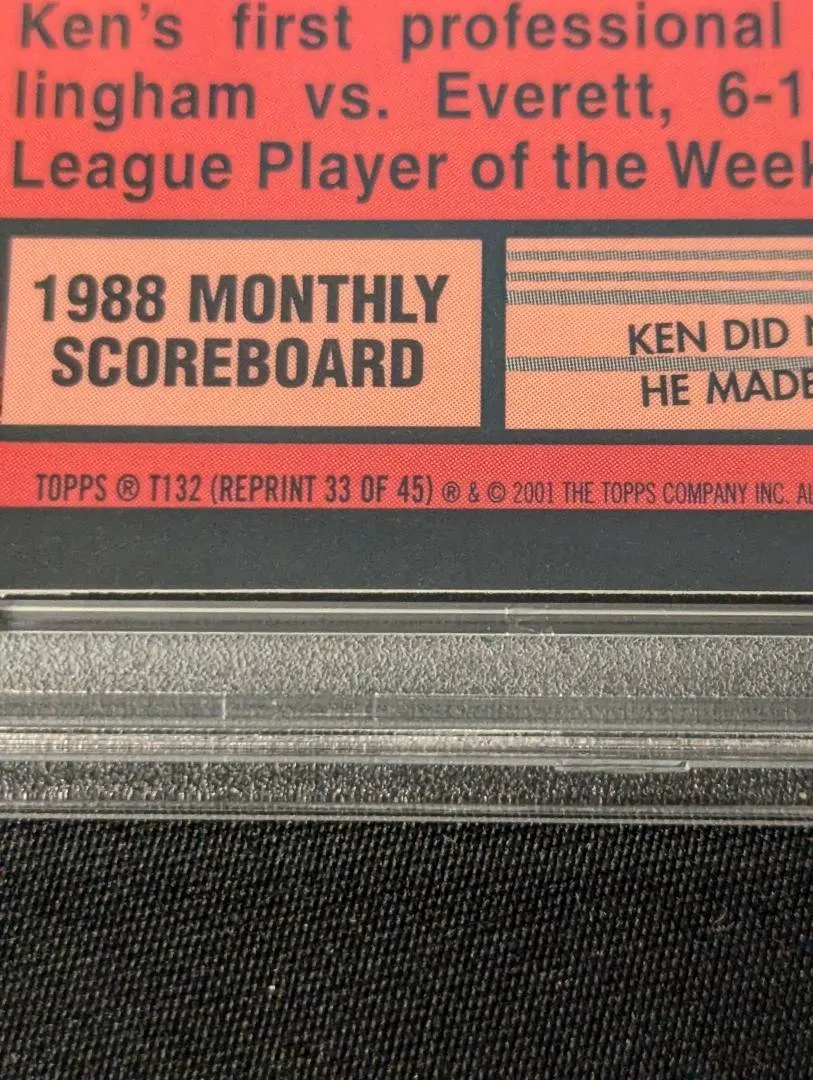 Ken's first professional
lingham vs. Everett, 6-1
League Player of the Week
1988 MONTHLY
SCOREBOARD
KEN DID
HE MADE
TOPPS ® T132 (REPRINT 33 OF 45) ® & © 2001 THE TOPPS COMPANY INC.